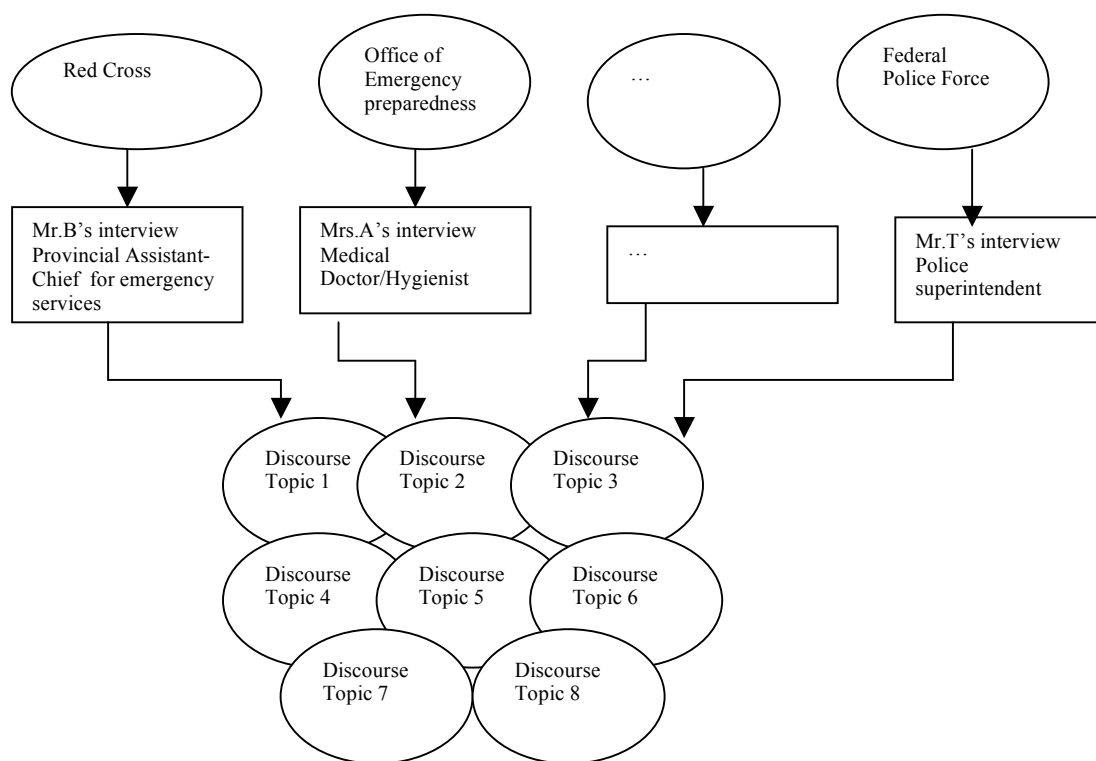 Red Cross
Office of
Emergency
preparedness
…
Federal
Police Force
Mr.B’s interview
Provincial Assistant-
Chief  for emergency
services
Mrs.A’s interview
Medical
Doctor/Hygienist
…
Mr.T’s interview
Police
superintendent
Discourse
Topic 1
Discourse
Topic 2
Discourse
Topic 3
Discourse
Topic 4
Discourse
Topic 5
Discourse
Topic 6
Discourse
Topic 7
Discourse
Topic 8